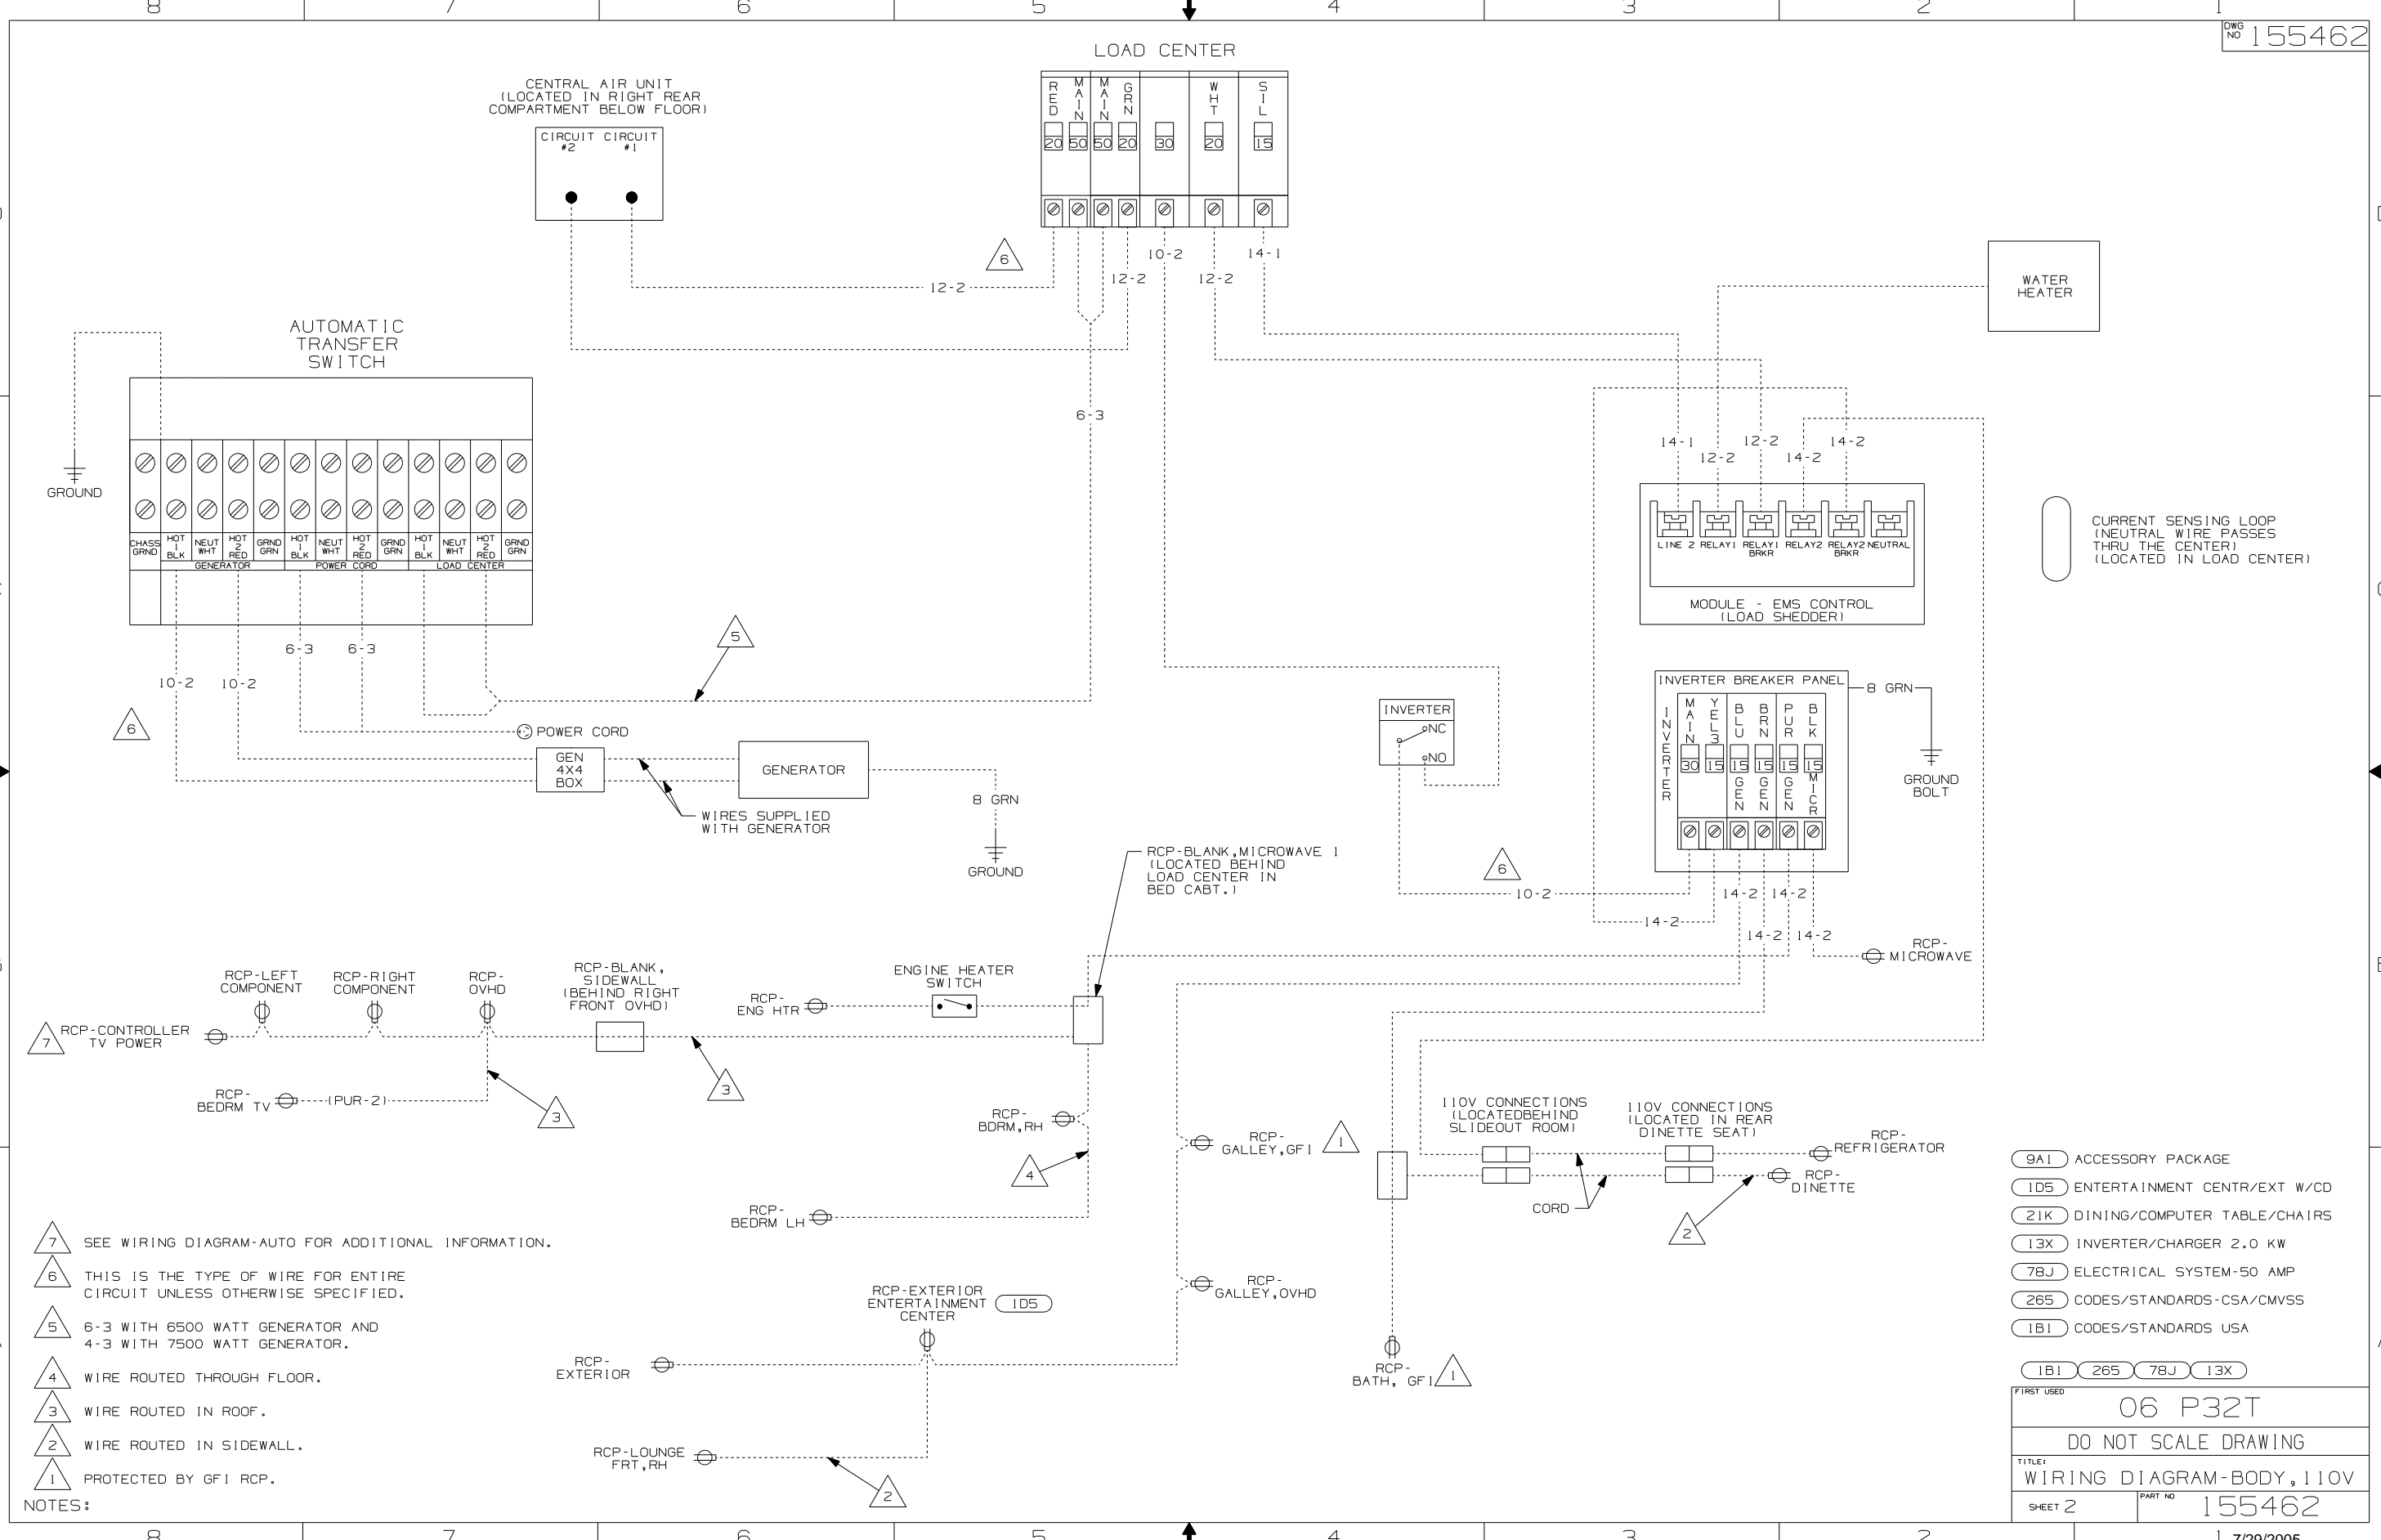 8 7 6 5 4 3 2 1
DWG NO 155462
LOAD CENTER
RED MAIN MAIN GRN WHT SIL
20 50 50 20 30 20 15
CENTRAL AIR UNIT
(LOCATED IN RIGHT REAR
COMPARTMENT BELOW FLOOR)
CIRCUIT CIRCUIT
#2 #1
6
12-2
12-2
10-2
12-2
14-1
WATER
HEATER
AUTOMATIC
TRANSFER
SWITCH
GROUND
CHASS GRND
HOT 1 BLK
NEUT WHT
HOT 2 RED
GRND GRN
HOT 1 BLK
NEUT WHT
HOT 2 RED
GRND GRN
HOT 1 BLK
NEUT WHT
HOT 2 RED
GRND GRN
GENERATOR POWER CORD LOAD CENTER
6-3
6-3 6-3
10-2 10-2
5
6
14-1 12-2 12-2 14-2 14-2
LINE 2 RELAY1 RELAY1 BRKR RELAY2 RELAY2 BRKR NEUTRAL
MODULE - EMS CONTROL
(LOAD SHEDDER)
CURRENT SENSING LOOP
(NEUTRAL WIRE PASSES
THRU THE CENTER)
(LOCATED IN LOAD CENTER)
POWER CORD
GEN
4X4
BOX
GENERATOR
WIRES SUPPLIED
WITH GENERATOR
8 GRN
GROUND
INVERTER
NC
NO
INVERTER BREAKER PANEL
INVERTER
MAIN YEL3 BLU BRN PUR BLK
30 15 15 15 15 15
GEN GEN GEN MICR
8 GRN
GROUND
BOLT
6
10-2
14-2 14-2
14-2
14-2 14-2
RCP-
MICROWAVE
RCP-BLANK,MICROWAVE 1
(LOCATED BEHIND
LOAD CENTER IN
BED CABT.)
RCP-LEFT
COMPONENT
RCP-RIGHT
COMPONENT
RCP-
OVHD
RCP-BLANK,
SIDEWALL
(BEHIND RIGHT
FRONT OVHD)
ENGINE HEATER
SWITCH
RCP-
ENG HTR
7
RCP-CONTROLLER
TV POWER
RCP-
BEDRM TV
(PUR-2)
3
3
RCP-
BDRM,RH
4
RCP-
BEDRM LH
RCP-
GALLEY,GFI
1
110V CONNECTIONS
(LOCATEDBEHIND
SLIDEOUT ROOM)
110V CONNECTIONS
(LOCATED IN REAR
DINETTE SEAT)
RCP-
REFRIGERATOR
RCP-
DINETTE
CORD
2
RCP-
GALLEY,OVHD
RCP-EXTERIOR
ENTERTAINMENT
CENTER
1D5
RCP-
EXTERIOR
RCP-LOUNGE
FRT,RH
2
RCP-
BATH, GFI
1
7 SEE WIRING DIAGRAM-AUTO FOR ADDITIONAL INFORMATION.
6 THIS IS THE TYPE OF WIRE FOR ENTIRE
CIRCUIT UNLESS OTHERWISE SPECIFIED.
5 6-3 WITH 6500 WATT GENERATOR AND
4-3 WITH 7500 WATT GENERATOR.
4 WIRE ROUTED THROUGH FLOOR.
3 WIRE ROUTED IN ROOF.
2 WIRE ROUTED IN SIDEWALL.
1 PROTECTED BY GFI RCP.
NOTES:
9A1 ACCESSORY PACKAGE
1D5 ENTERTAINMENT CENTR/EXT W/CD
21K DINING/COMPUTER TABLE/CHAIRS
13X INVERTER/CHARGER 2.0 KW
78J ELECTRICAL SYSTEM-50 AMP
265 CODES/STANDARDS-CSA/CMVSS
1B1 CODES/STANDARDS USA
1B1 265 78J 13X
FIRST USED
06 P32T
DO NOT SCALE DRAWING
TITLE:
WIRING DIAGRAM-BODY,110V
SHEET 2 PART NO 155462
8 7 6 5 4 3 2 1
7/29/2005